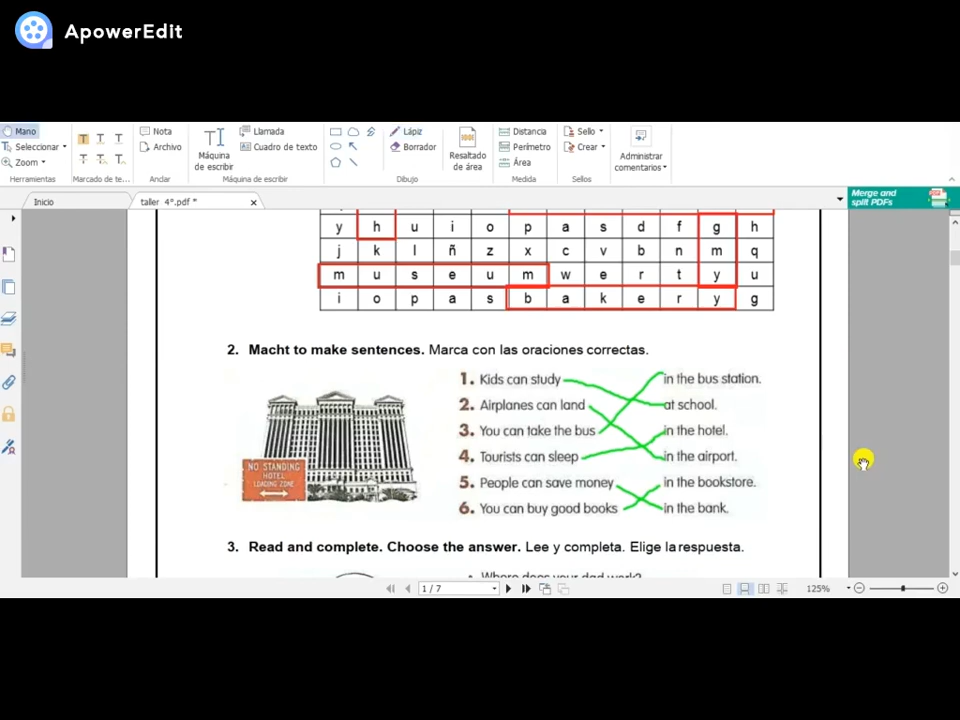 ApowerEdit
Mano
Seleccionar
Zoom
Herramientas
Marcado de te...
Nota
Archivo
Andar
Máquina de escribir
Llamada
Cuadro de texto
Máquina de escribir
Lápiz
Borrador
Dibujo
Resaltado de área
Distancia
Perímetro
Área
Medida
Sello
Crear
Sellos
Administrar comentarios
Inicio
taller 4°.pdf *
Merge and split PDFs
y h u i o p a s d f g h
j k l ñ z x c v b n m q
m u s e u m w e r t y u
i o p a s b a k e r y g
2. Macht to make sentences. Marca con las oraciones correctas.
1. Kids can study in the bus station.
2. Airplanes can land at school.
3. You can take the bus in the hotel.
4. Tourists can sleep in the airport.
5. People can save money in the bookstore.
6. You can buy good books in the bank.
NO STANDING
HOTEL
LOADING ZONE
3. Read and complete. Choose the answer. Lee y completa. Elige la respuesta.
Where does your dad work?
1 / 7
125%